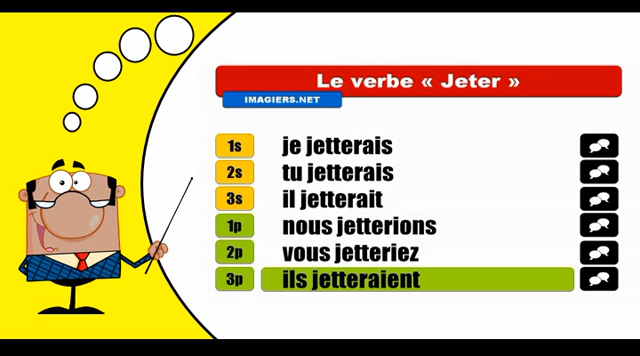 Le verbe « Jeter »
IMAGIERS.NET
1s je jetterais
2s tu jetterais
3s il jetterait
1p nous jetterions
2p vous jetteriez
3p ils jetteraient